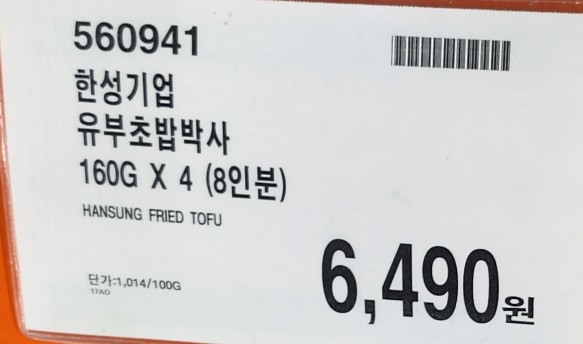 560941
한성기업
유부초밥박사
160G X 4 (8인분)
HANSUNG FRIED TOFU
6,490원
단가:1,014/100G
17AO